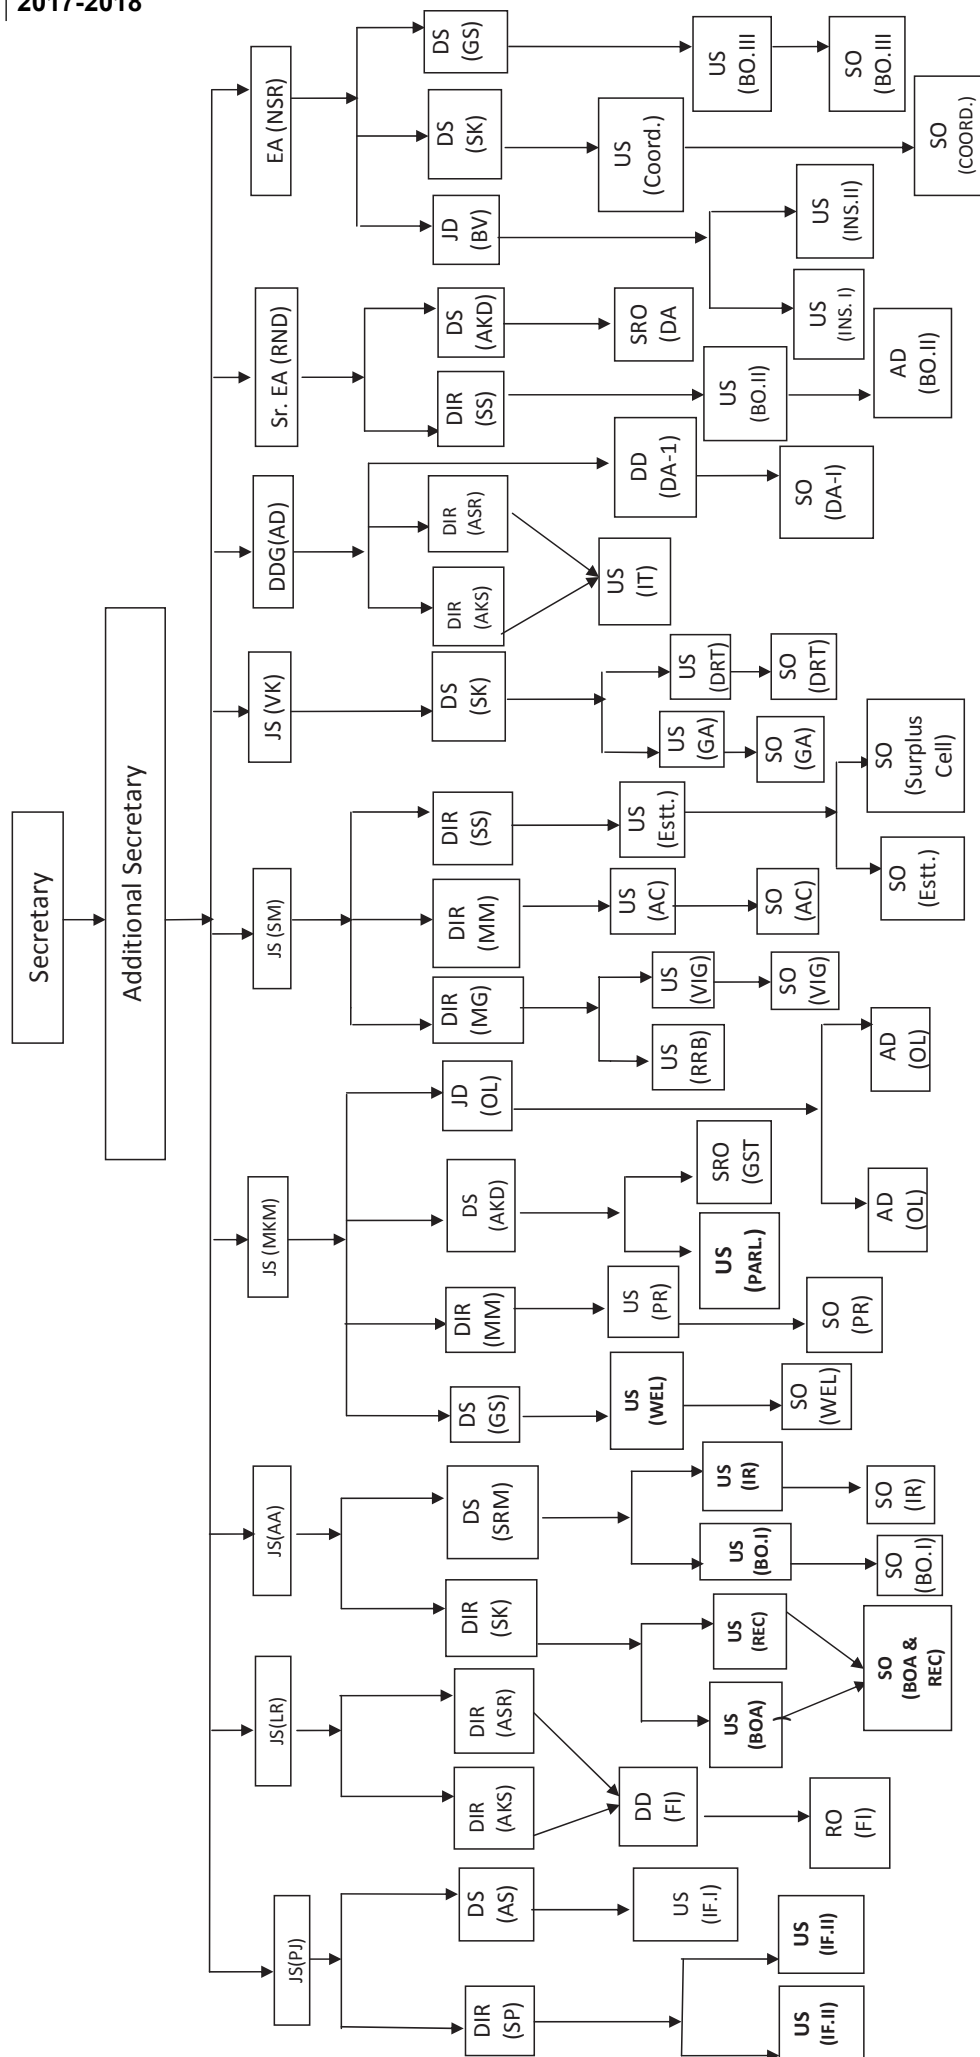 2017-2018
Secretary
Additional Secretary
JS(PJ)
JS(LR)
JS(AA)
JS (MKM)
JS (SM)
JS (VK)
DDG(AD)
Sr. EA (RND)
EA (NSR)
DIR
(SP)
DS
(AS)
DIR
(AKS)
DIR
(ASR)
DIR
(SK)
DS
(SRM)
DS
(GS)
DIR
(MM)
DS
(AKD)
JD
(OL)
DIR
(MG)
DIR
(MM)
DIR
(SS)
DS
(SK)
DIR
(AKS)
DIR
(ASR)
DIR
(SS)
DS
(AKD)
JD
(BV)
DS
(SK)
DS
(GS)
US
(IF.II)
US
(IF.II)
US
(IF.I)
DD
(FI)
RO
(FI)
US
(BOA)
US
(REC)
SO
(BOA &
REC)
US
(BO.I)
SO
(BO.I)
US
(IR)
SO
(IR)
US
(WEL)
SO
(WEL)
US
(PR)
SO
(PR)
US
(PARL.)
SRO
(GST
AD
(OL)
AD
(OL)
US
(RRB)
US
(VIG)
SO
(VIG)
US
(AC)
SO
(AC)
US
(Estt.)
SO
(Estt.)
SO
(Surplus
Cell)
US
(GA)
SO
(GA)
US
(DRT)
SO
(DRT)
US
(IT)
DD
(DA-1)
SO
(DA-I)
US
(BO.II)
AD
(BO.II)
SRO
(DA
US
(INS. I)
US
(INS.II)
US
(Coord.)
SO
(COORD.)
US
(BO.III)
SO
(BO.III)